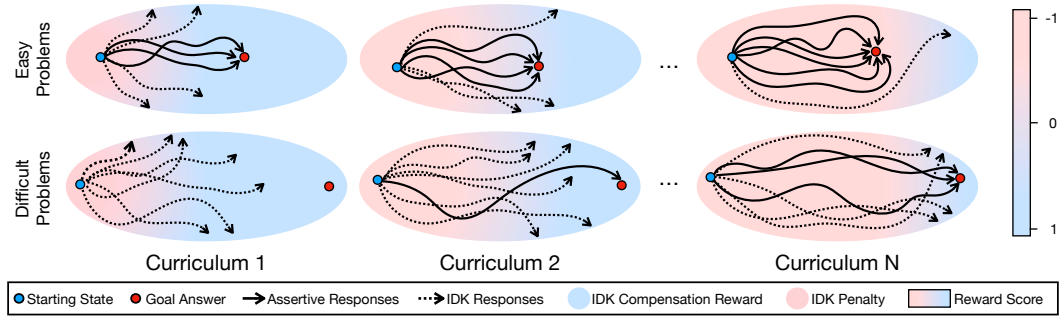 Easy
Problems
...
-1
0
1
Difficult
Problems
...
Curriculum 1
Curriculum 2
Curriculum N
Starting State
Goal Answer
Assertive Responses
IDK Responses
IDK Compensation Reward
IDK Penalty
Reward Score